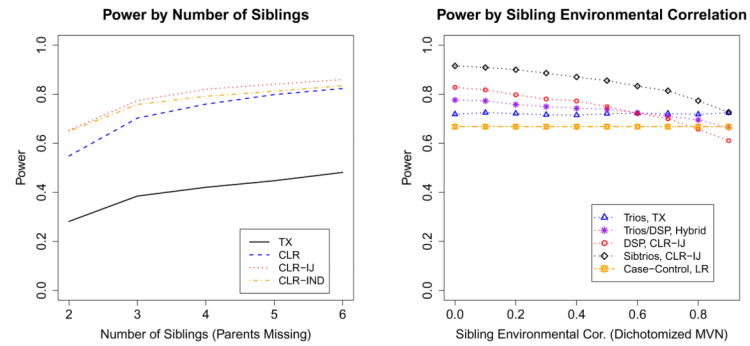 Power by Number of Siblings
Power
1.0
0.8
0.6
0.4
0.2
0.0
TX
CLR
CLR−IJ
CLR−IND
2 3 4 5 6
Number of Siblings (Parents Missing)
Power by Sibling Environmental Correlation
Power
1.0
0.8
0.6
0.4
0.2
0.0
Trios, TX
Trios/DSP, Hybrid
DSP, CLR−IJ
Sibtrios, CLR−IJ
Case−Control, LR
0.0 0.2 0.4 0.6 0.8
Sibling Environmental Cor. (Dichotomized MVN)